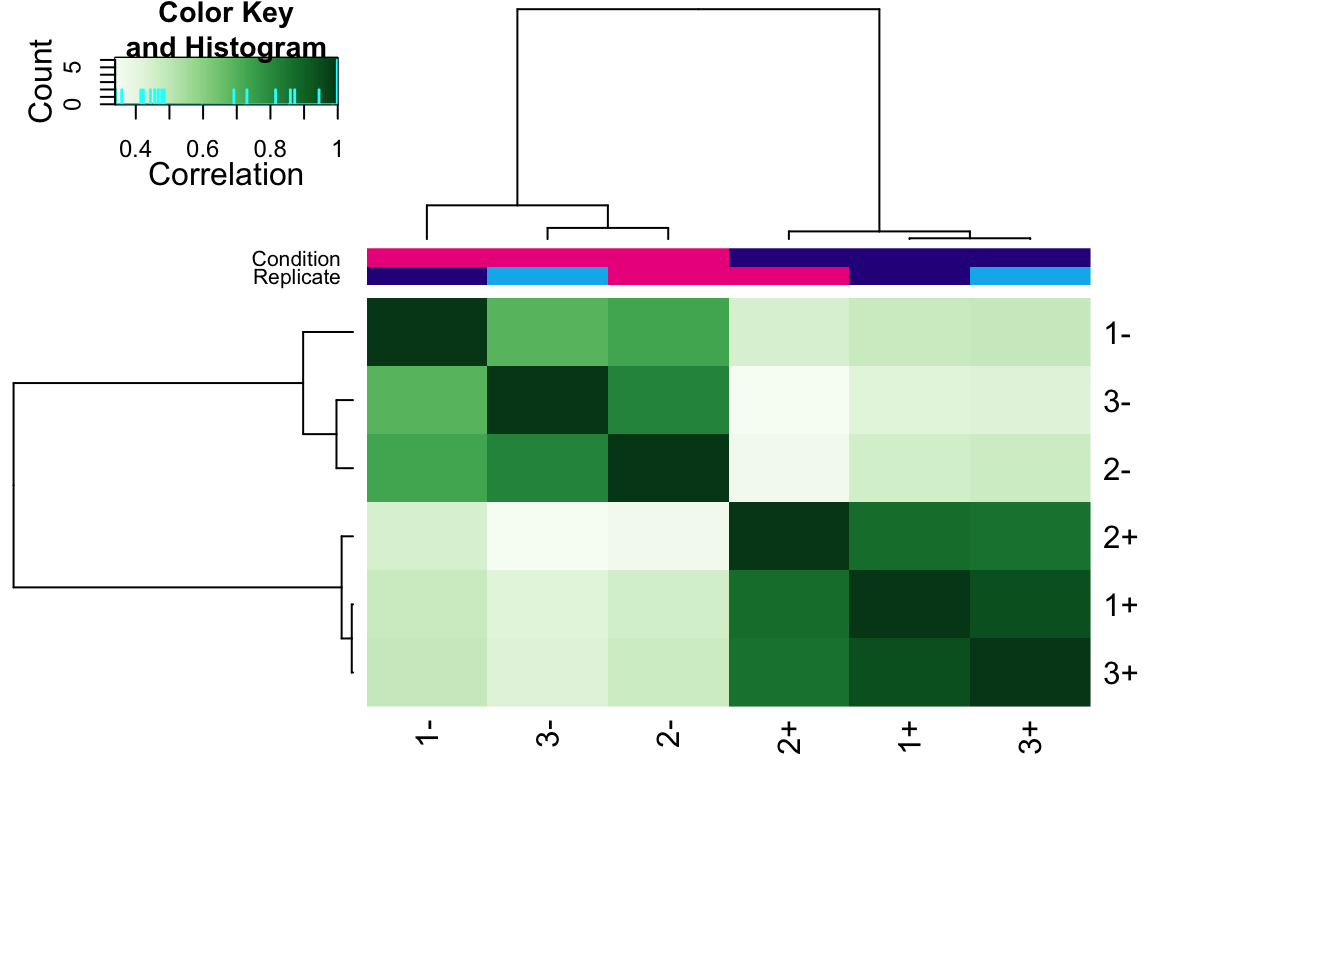 Color Key
and Histogram
Count
0 5
0.4 0.6 0.8 1
Correlation
Condition
Replicate
1-
3-
2-
2+
1+
3+
1- 3- 2- 2+ 1+ 3+